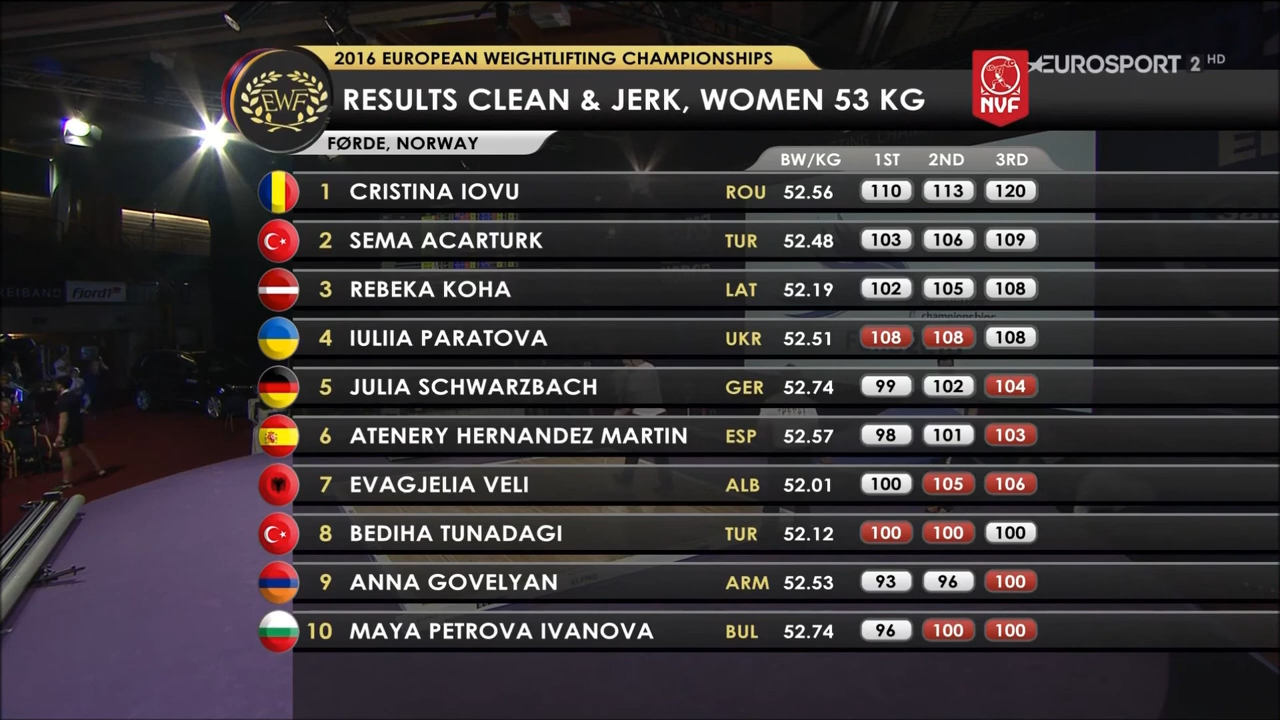 2016 EUROPEAN WEIGHTLIFTING CHAMPIONSHIPS
EWF
RESULTS CLEAN & JERK, WOMEN 53 KG
NVF
EUROSPORT 2 HD
FØRDE, NORWAY
BW/KG 1ST 2ND 3RD
1 CRISTINA IOVU ROU 52.56 110 113 120
2 SEMA ACARTURK TUR 52.48 103 106 109
3 REBEKA KOHA LAT 52.19 102 105 108
4 IULIIA PARATOVA UKR 52.51 108 108 108
5 JULIA SCHWARZBACH GER 52.74 99 102 104
6 ATENERY HERNANDEZ MARTIN ESP 52.57 98 101 103
7 EVAGJELIA VELI ALB 52.01 100 105 106
8 BEDIHA TUNADAGI TUR 52.12 100 100 100
9 ANNA GOVELYAN ARM 52.53 93 96 100
10 MAYA PETROVA IVANOVA BUL 52.74 96 100 100
Fjord1
championships